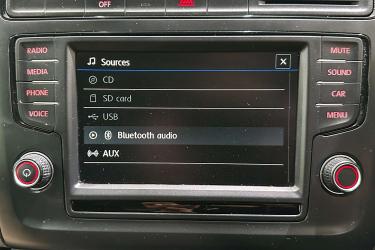 OFF
Sources
RADIO
MUTE
CD
MEDIA
SOUND
SD card
PHONE
CAR
USB
VOICE
MENU
Bluetooth audio
AUX